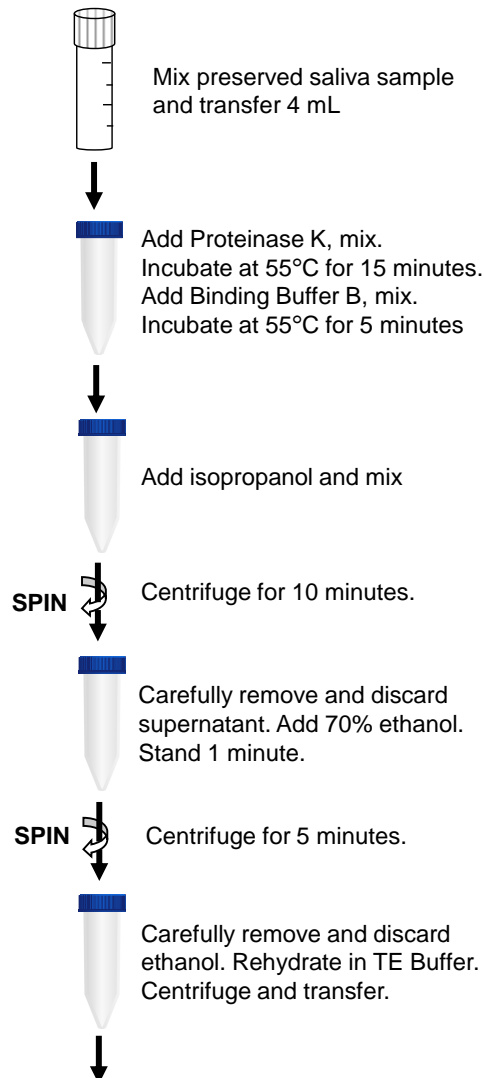 Mix preserved saliva sample
and transfer 4 mL
Add Proteinase K, mix.
Incubate at 55°C for 15 minutes.
Add Binding Buffer B, mix.
Incubate at 55°C for 5 minutes
Add isopropanol and mix
SPIN
Centrifuge for 10 minutes.
Carefully remove and discard
supernatant. Add 70% ethanol.
Stand 1 minute.
SPIN
Centrifuge for 5 minutes.
Carefully remove and discard
ethanol. Rehydrate in TE Buffer.
Centrifuge and transfer.